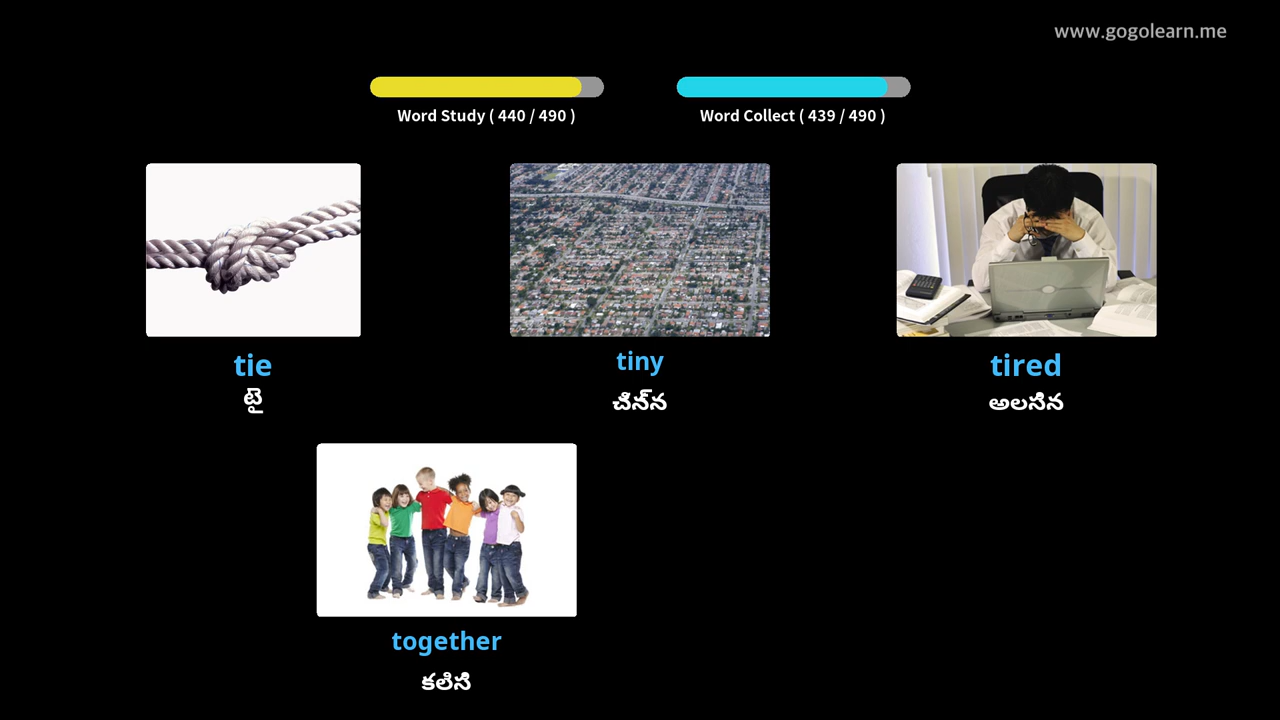 www.gogolearn.me
Word Study ( 440 / 490 )
Word Collect ( 439 / 490 )
tie
టై
tiny
చిన్న
tired
అలసిన
together
కలిసి